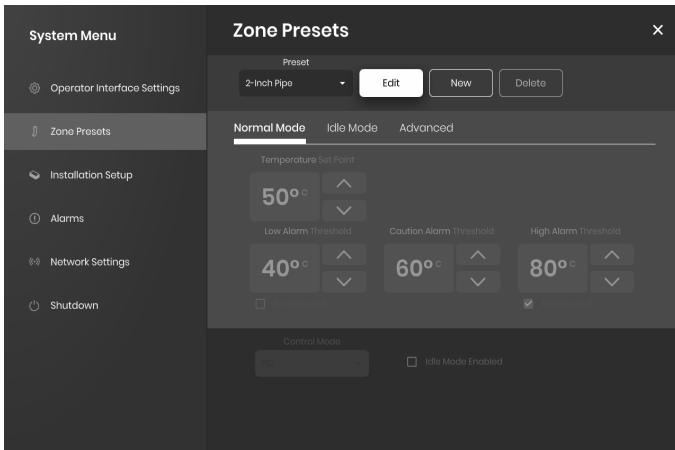 System Menu
Operator Interface Settings
Zone Presets
Installation Setup
Alarms
Network Settings
Shutdown
Zone Presets
Preset
2-Inch Pipe
Edit
New
Delete
Normal Mode
Idle Mode
Advanced
Temperature Set Point
50° C
Low Alarm Threshold
Caution Alarm Threshold
High Alarm Threshold
40° C
60° C
80° C
Control Mode
Idle Mode Enabled